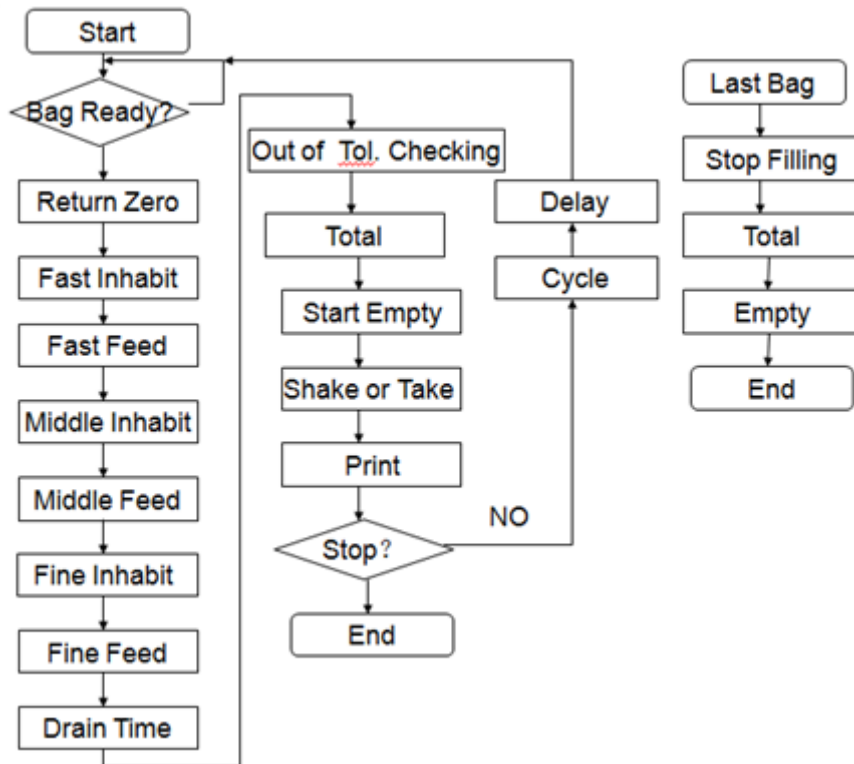 Start
Bag Ready?
Return Zero
Fast Inhabit
Fast Feed
Middle Inhabit
Middle Feed
Fine Inhabit
Fine Feed
Drain Time
Out of Tol. Checking
Total
Start Empty
Shake or Take
Print
Stop?
NO
End
Delay
Cycle
Last Bag
Stop Filling
Total
Empty
End